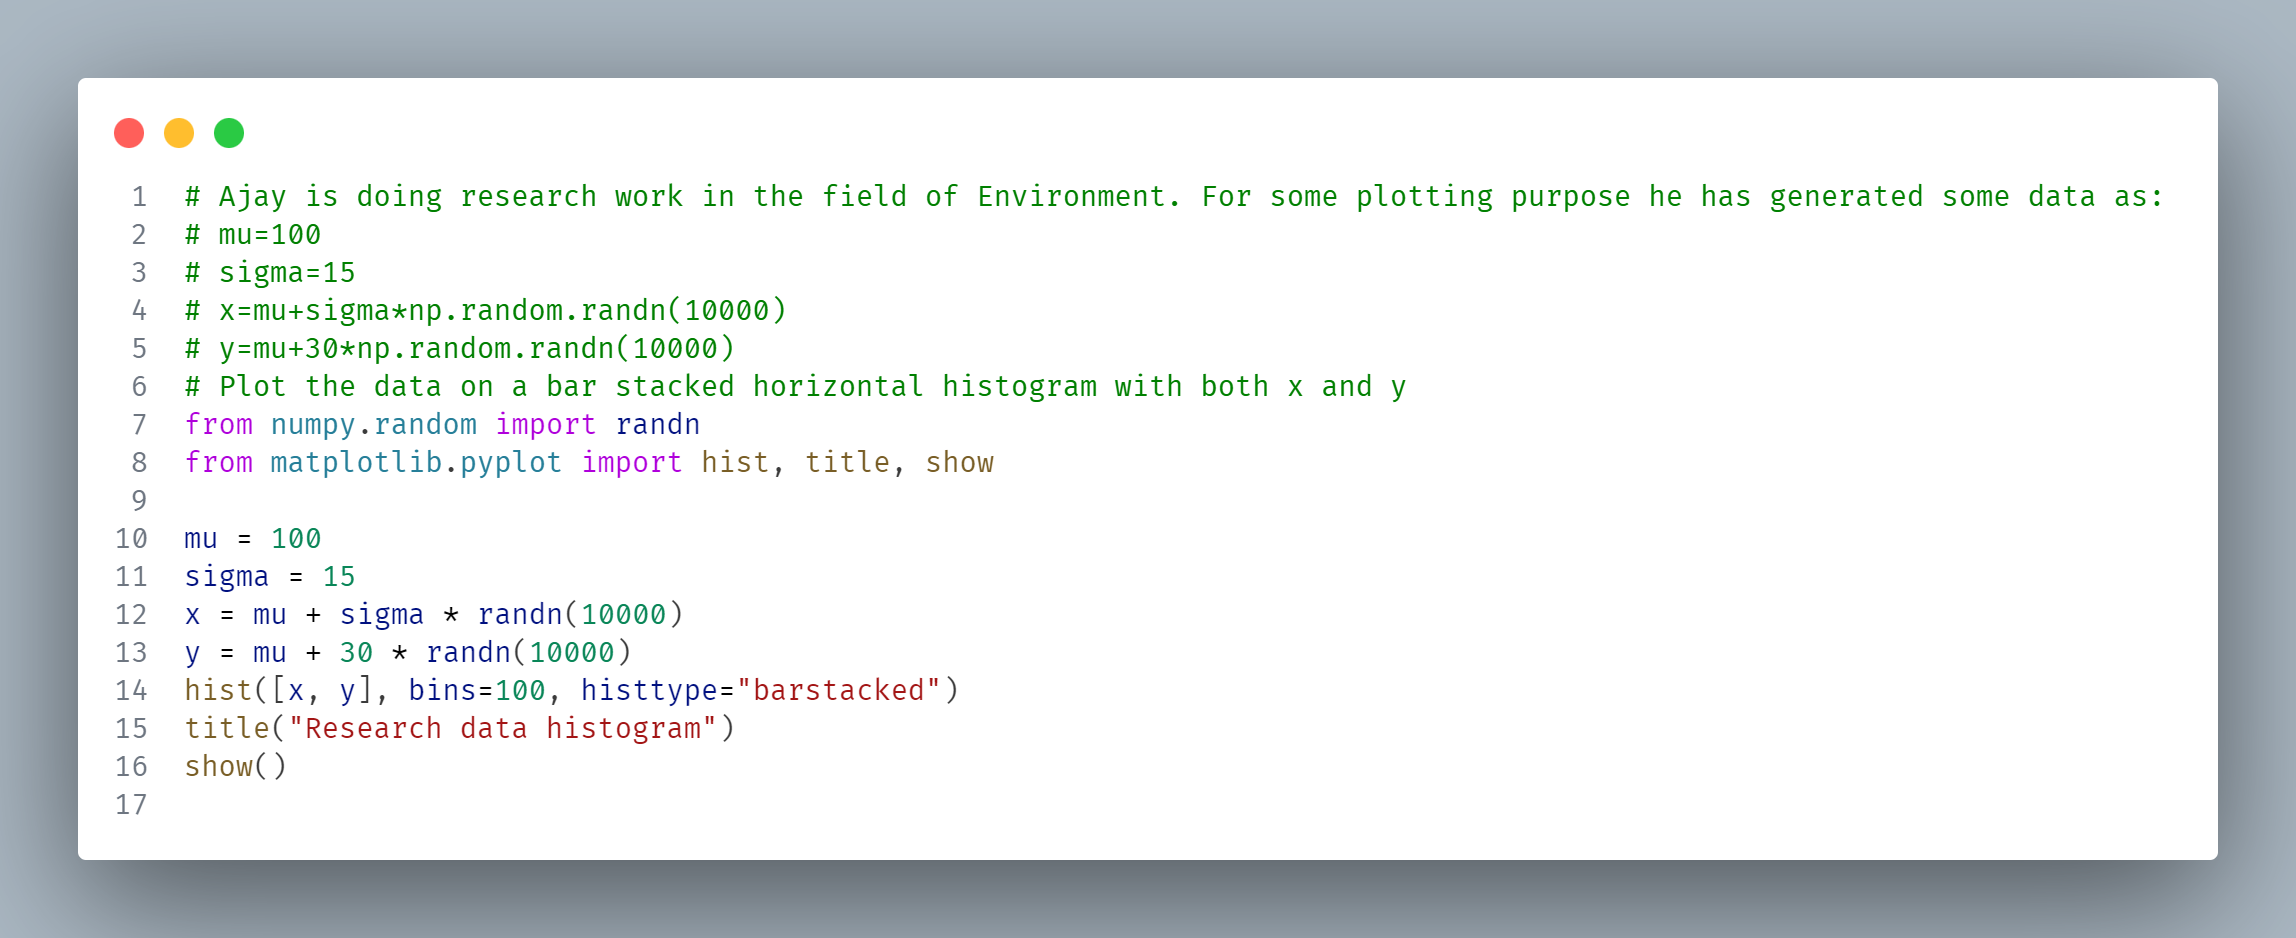 1 # Ajay is doing research work in the field of Environment. For some plotting purpose he has generated some data as:
2 # mu=100
3 # sigma=15
4 # x=mu+sigma*np.random.randn(10000)
5 # y=mu+30*np.random.randn(10000)
6 # Plot the data on a bar stacked horizontal histogram with both x and y
7 from numpy.random import randn
8 from matplotlib.pyplot import hist, title, show
9
10 mu = 100
11 sigma = 15
12 x = mu + sigma * randn(10000)
13 y = mu + 30 * randn(10000)
14 hist([x, y], bins=100, histtype="barstacked")
15 title("Research data histogram")
16 show()
17